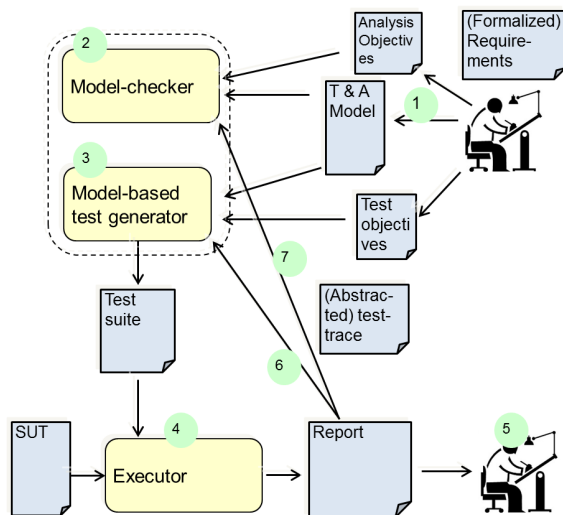 2
Model-checker
Analysis
Objectiv
es
(Formalized)
Require-
ments
T & A
Model
1
3
Model-based
test generator
Test
objecti
ves
7
(Abstrac-
ted) test-
trace
Test
suite
6
SUT
4
Executor
Report
5